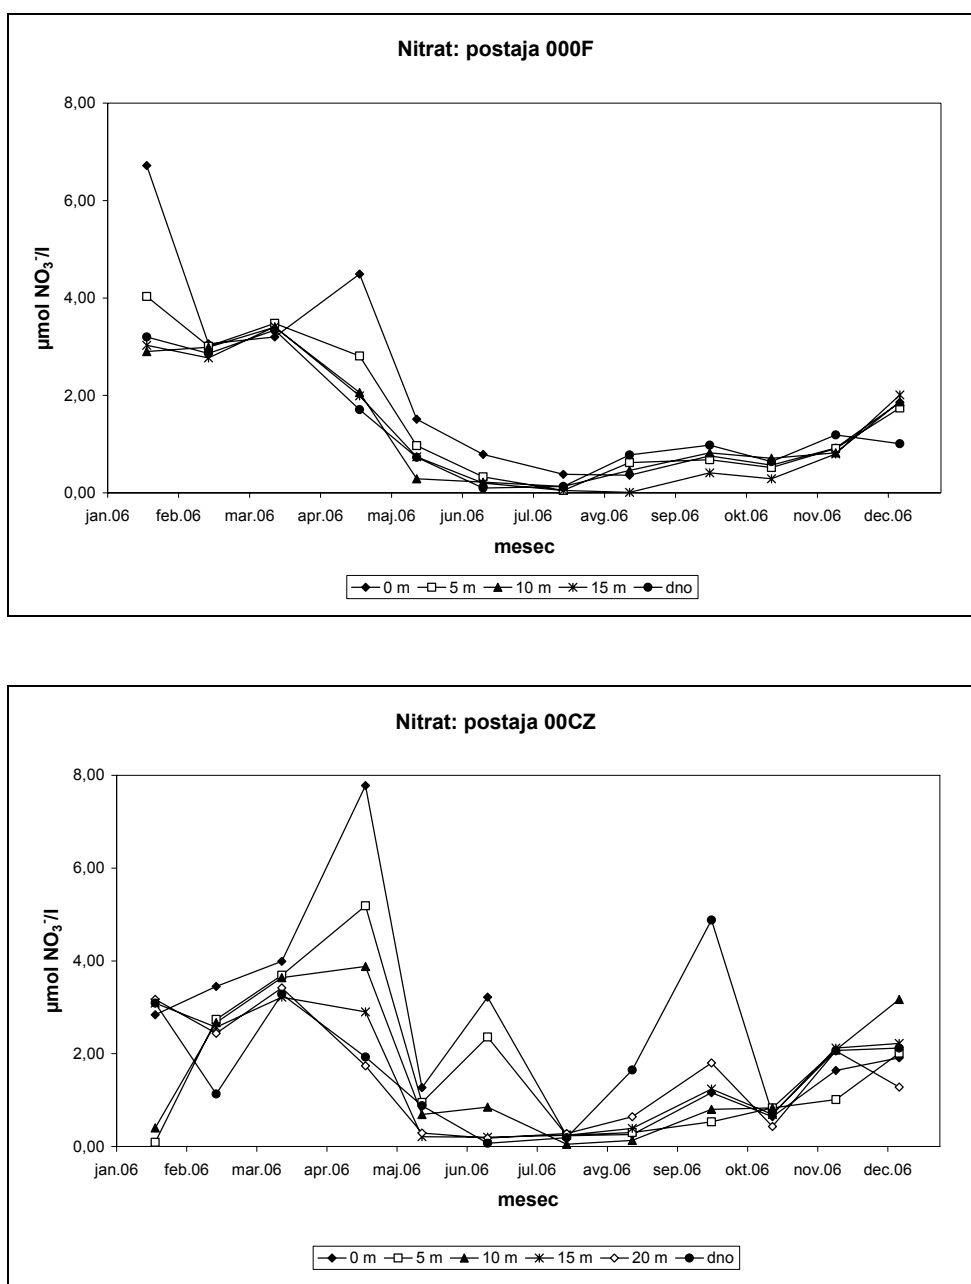 Nitrat: postaja 000F
8,00
6,00
4,00
2,00
0,00
µmol NO₃⁻/l
jan.06 feb.06 mar.06 apr.06 maj.06 jun.06 jul.06 avg.06 sep.06 okt.06 nov.06 dec.06
mesec
0 m 5 m 10 m 15 m dno
Nitrat: postaja 00CZ
8,00
6,00
4,00
2,00
0,00
µmol NO₃⁻/l
jan.06 feb.06 mar.06 apr.06 maj.06 jun.06 jul.06 avg.06 sep.06 okt.06 nov.06 dec.06
mesec
0 m 5 m 10 m 15 m 20 m dno